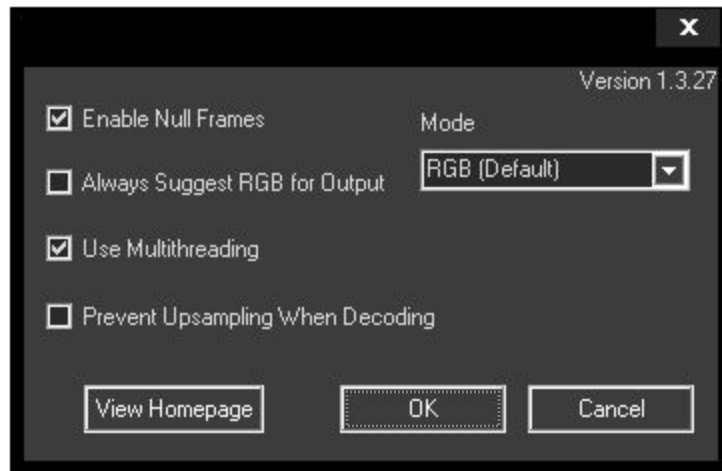 X
Version 1.3.27
Enable Null Frames
Mode
Always Suggest RGB for Output
RGB (Default)
Use Multithreading
Prevent Upsampling When Decoding
View Homepage
OK
Cancel